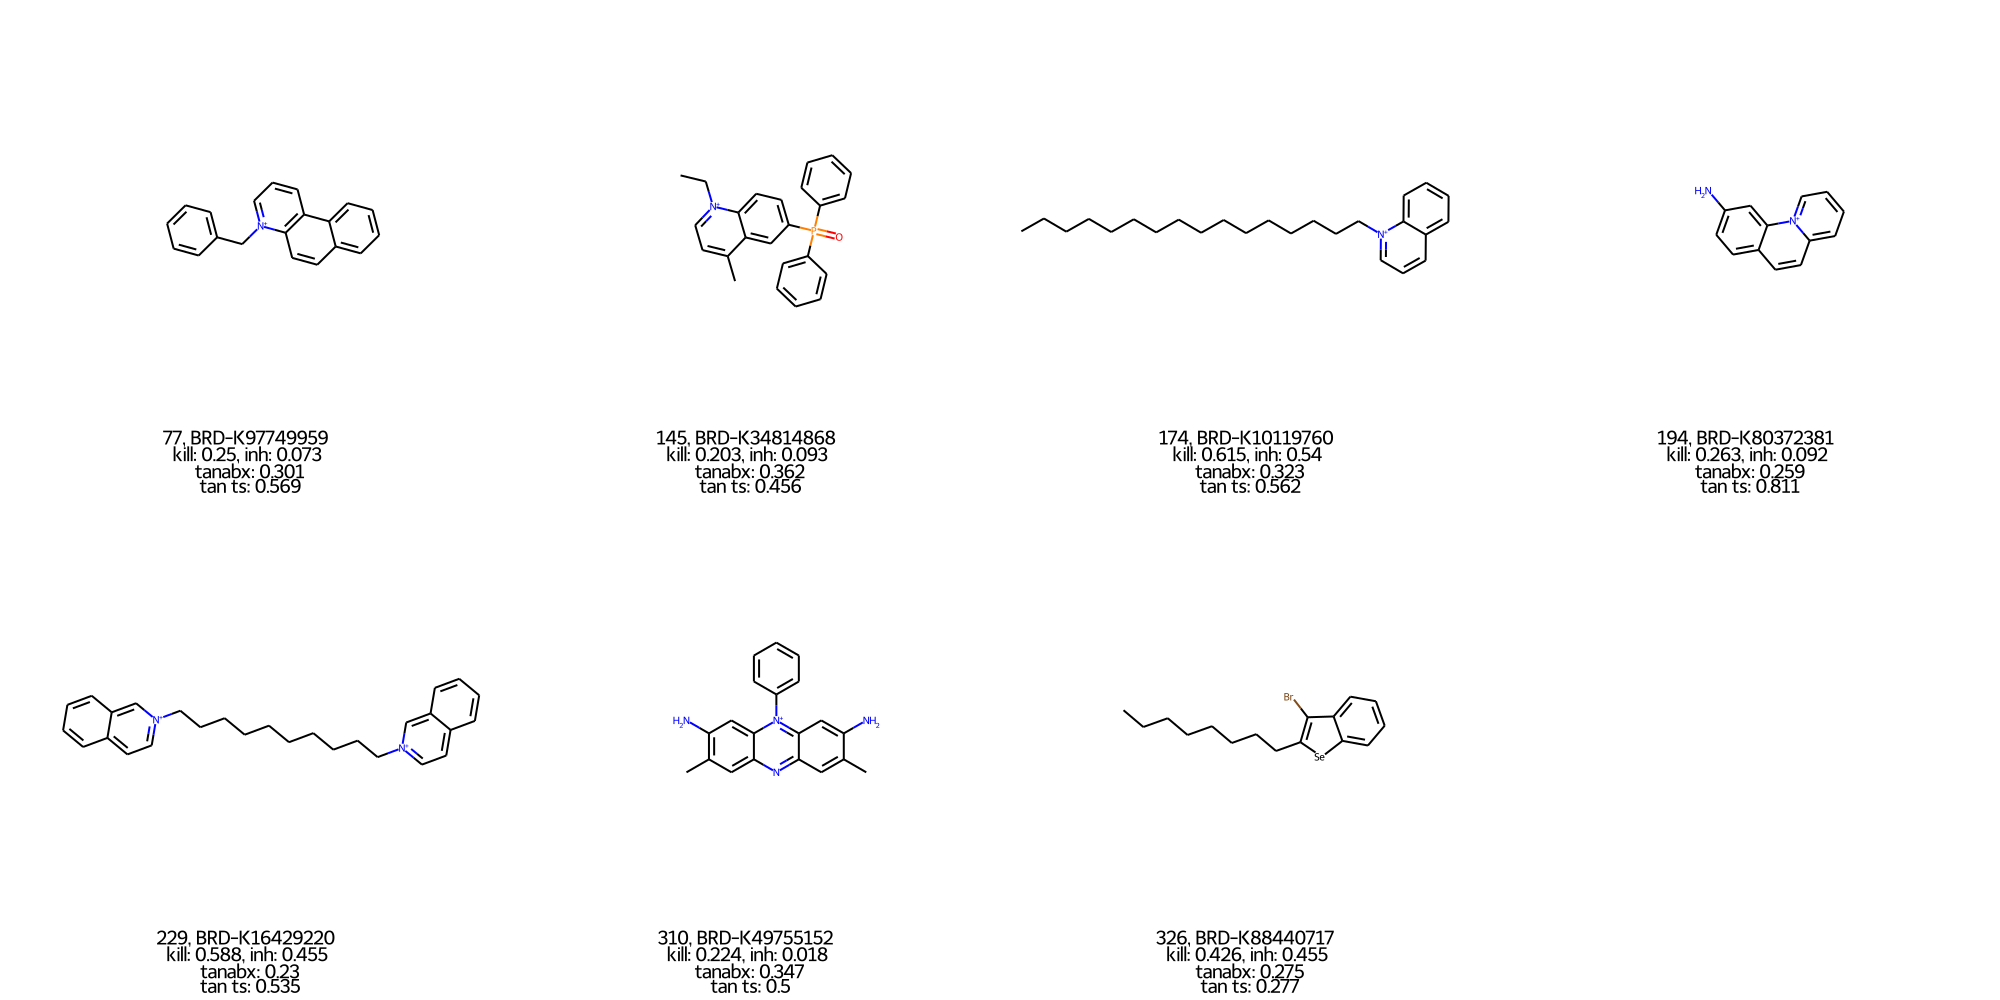 N⁺
N⁺
P
O
N⁺
H₂N
N⁺
77, BRD-K97749959
kill: 0.25, inh: 0.073
tanabx: 0.301
tan ts: 0.569
145, BRD-K34814868
kill: 0.203, inh: 0.093
tanabx: 0.362
tan ts: 0.456
174, BRD-K10119760
kill: 0.615, inh: 0.54
tanabx: 0.323
tan ts: 0.562
194, BRD-K80372381
kill: 0.263, inh: 0.092
tanabx: 0.259
tan ts: 0.811
N⁺
N⁺
H₂N
N⁺
NH₂
N
Br
Se
229, BRD-K16429220
kill: 0.588, inh: 0.455
tanabx: 0.23
tan ts: 0.535
310, BRD-K49755152
kill: 0.224, inh: 0.018
tanabx: 0.347
tan ts: 0.5
326, BRD-K88440717
kill: 0.426, inh: 0.455
tanabx: 0.275
tan ts: 0.277